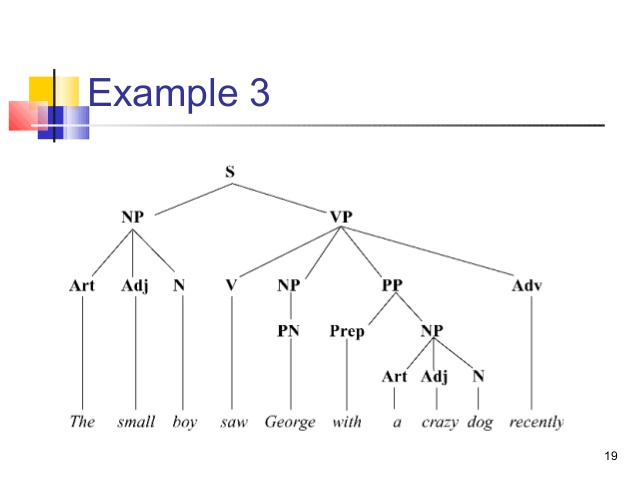 Example 3
S
NP VP
Art Adj N V NP PP Adv
PN Prep NP
Art Adj N
The small boy saw George with a crazy dog recently
19